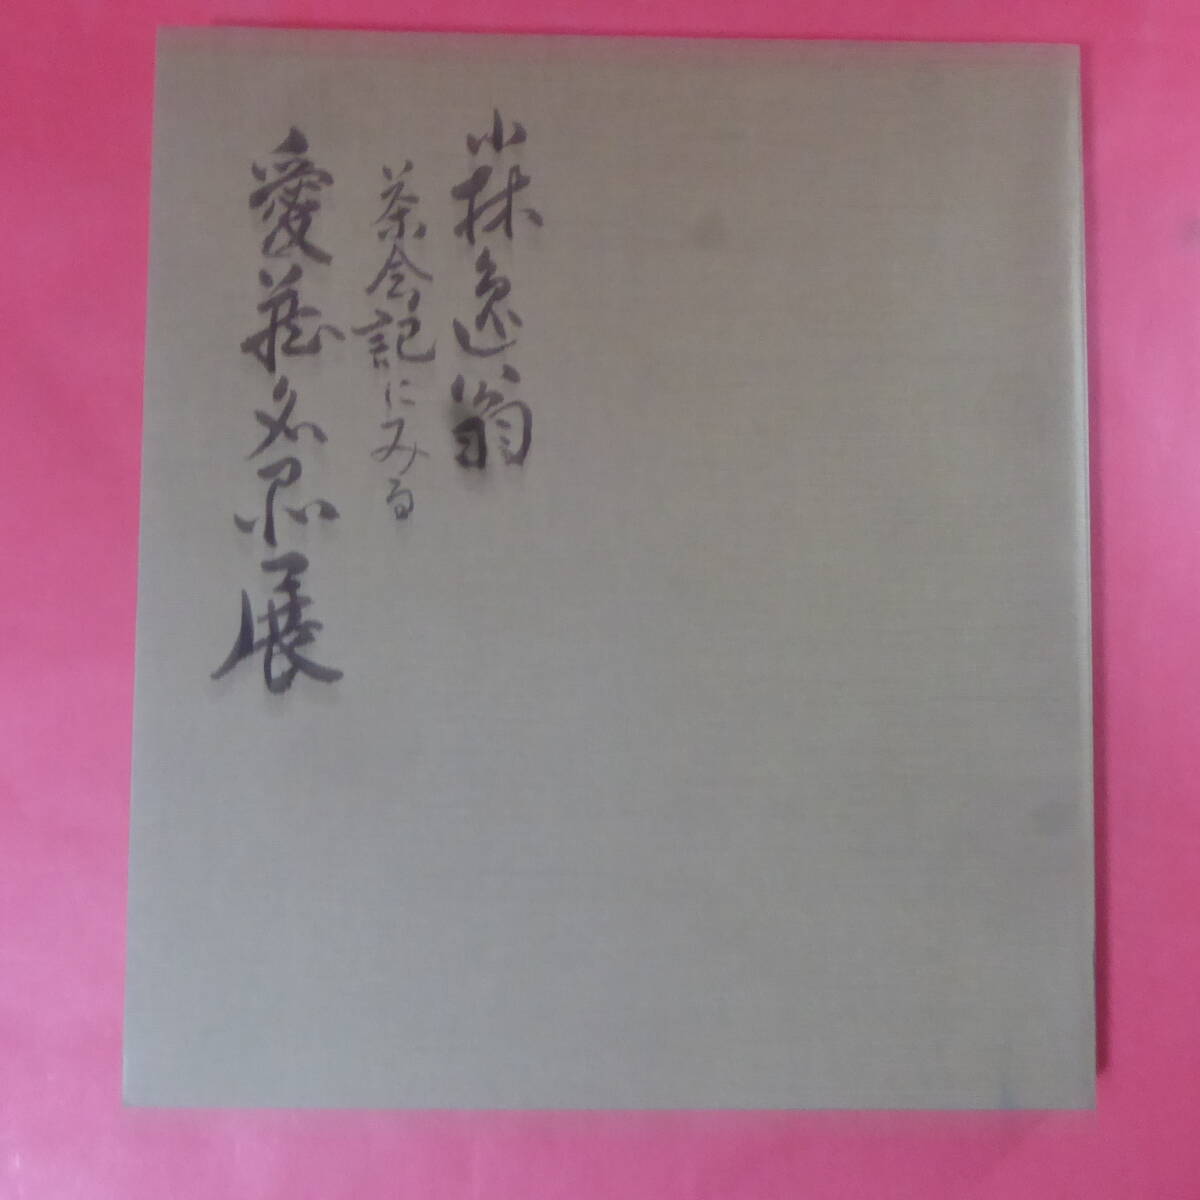 小林逸翁
茶会記にみる
愛蔵名品展